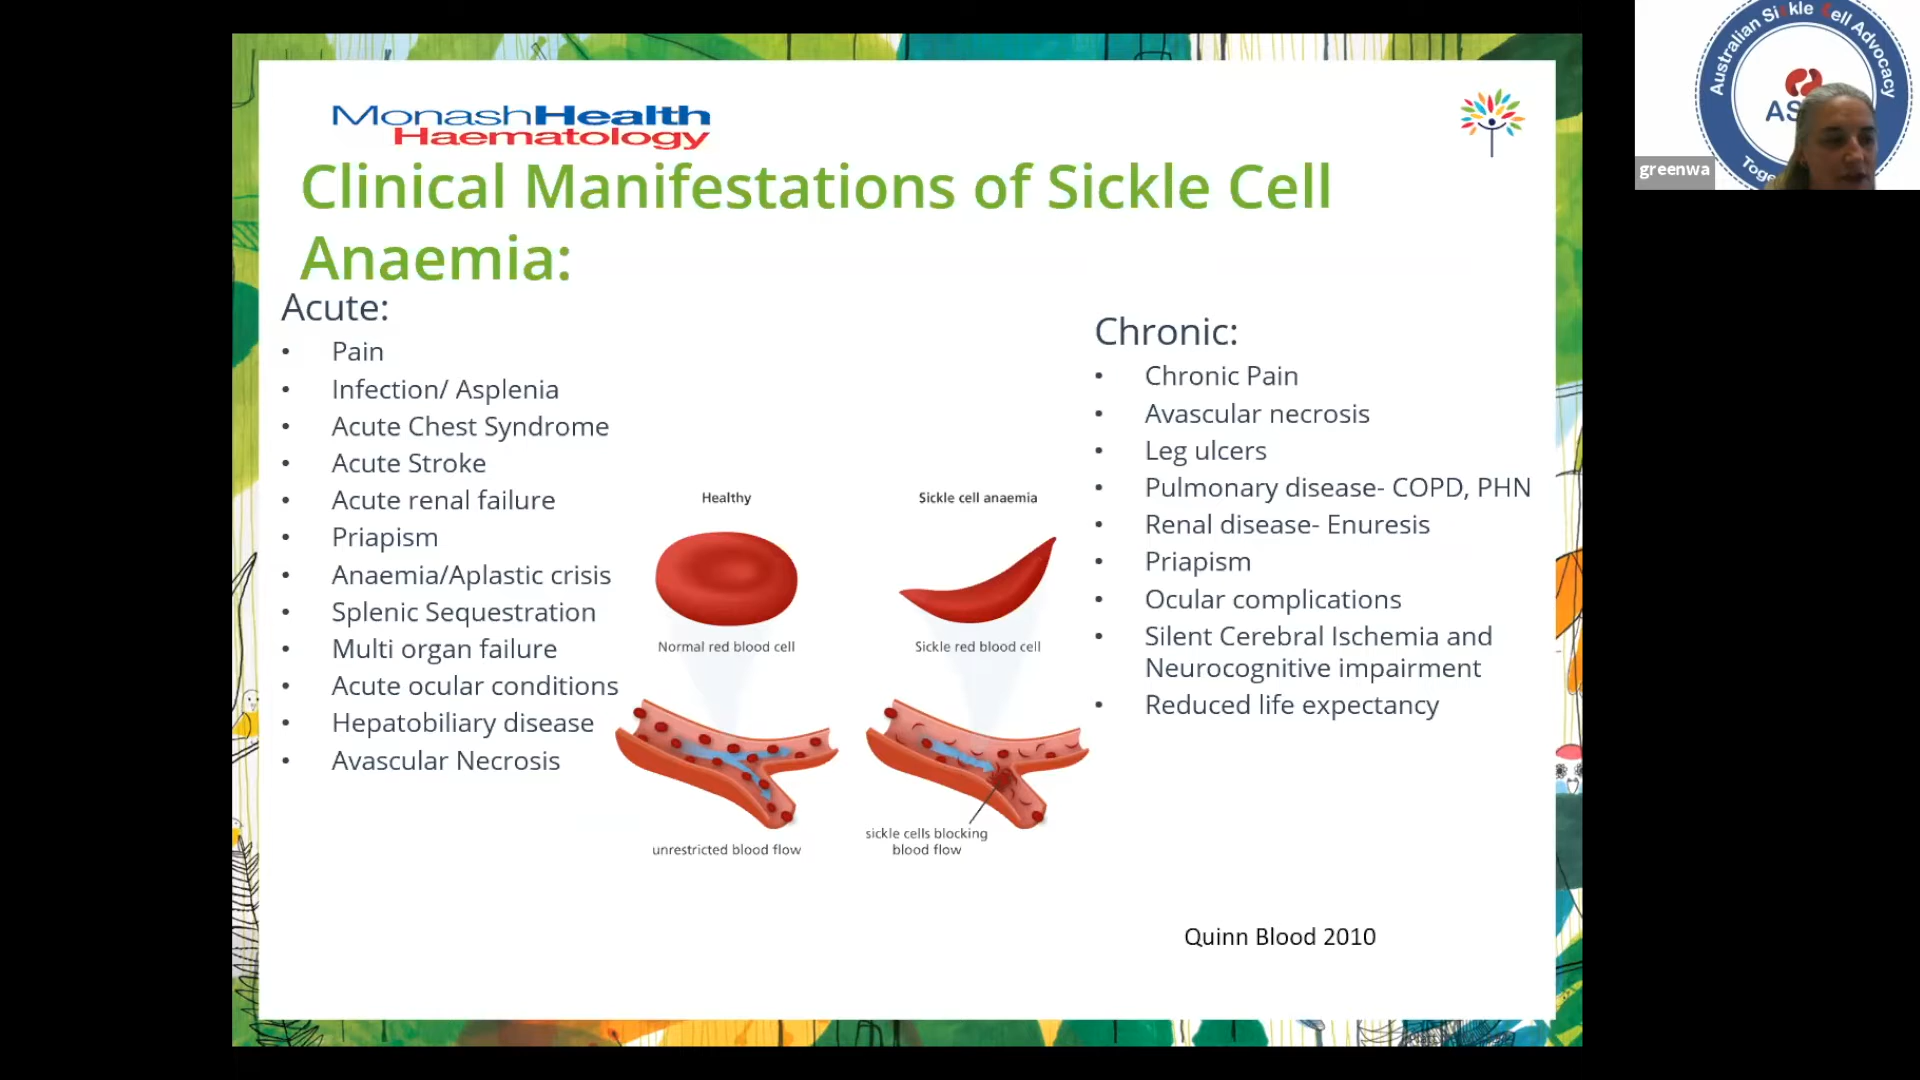 MonashHealth
Haematology
Clinical Manifestations of Sickle Cell
Anaemia:
Acute:
• Pain
• Infection/ Asplenia
• Acute Chest Syndrome
• Acute Stroke
• Acute renal failure
• Priapism
• Anaemia/Aplastic crisis
• Splenic Sequestration
• Multi organ failure
• Acute ocular conditions
• Hepatobiliary disease
• Avascular Necrosis
Healthy
Normal red blood cell
unrestricted blood flow
Sickle cell anaemia
Sickle red blood cell
sickle cells blocking
blood flow
Chronic:
• Chronic Pain
• Avascular necrosis
• Leg ulcers
• Pulmonary disease- COPD, PHN
• Renal disease- Enuresis
• Priapism
• Ocular complications
• Silent Cerebral Ischemia and
Neurocognitive impairment
• Reduced life expectancy
Quinn Blood 2010
Australian Sickle Cell Advocacy
greenwa